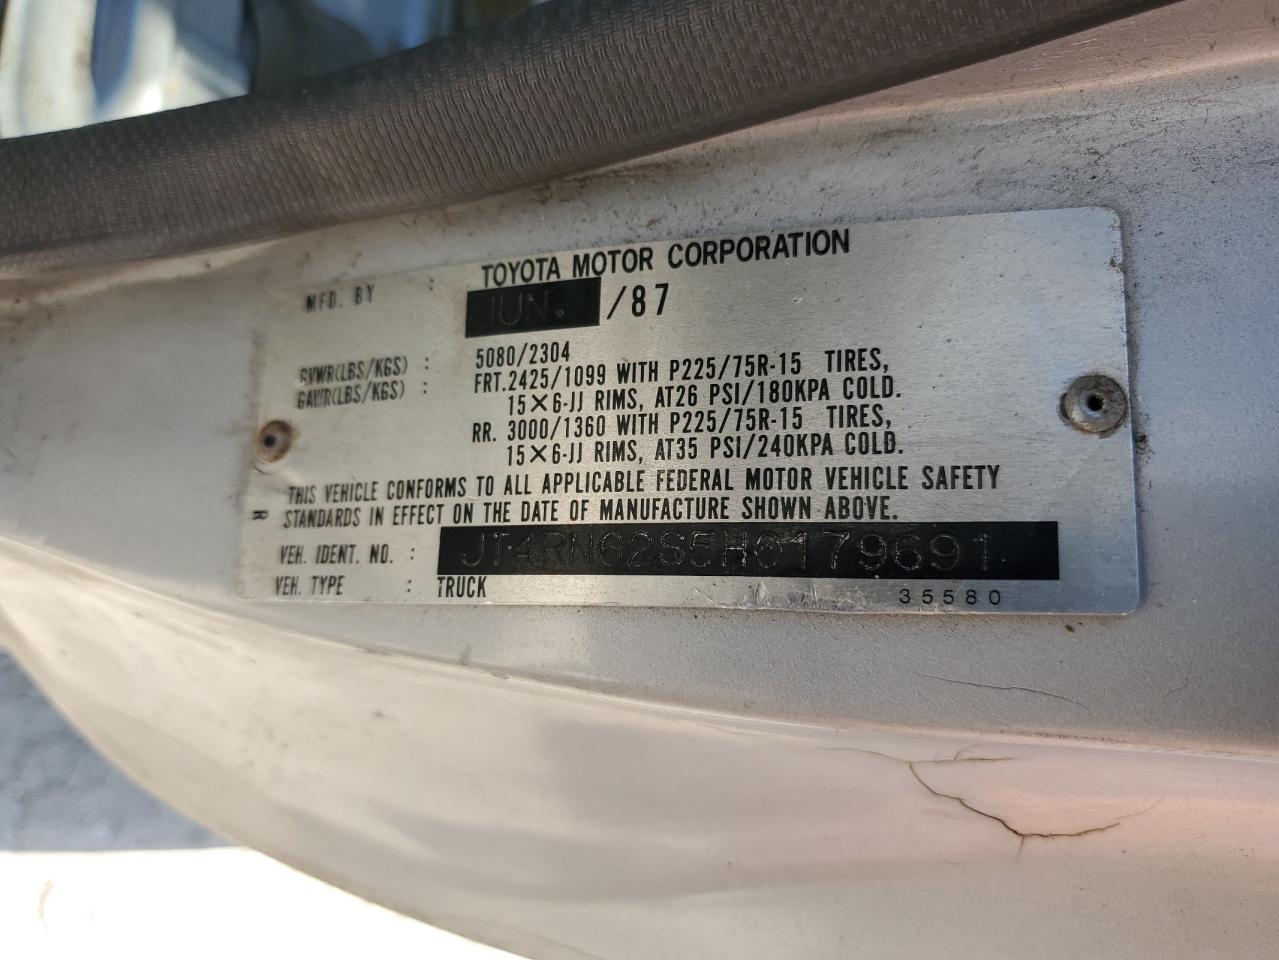 MFD. BY : TOYOTA MOTOR CORPORATION
JUN. /87
GVWR(LBS/KGS) : 5080/2304
GAWR(LBS/KGS) : FRT.2425/1099 WITH P225/75R-15 TIRES,
15×6-JJ RIMS, AT26 PSI/180KPA COLD.
RR. 3000/1360 WITH P225/75R-15 TIRES,
15×6-JJ RIMS, AT35 PSI/240KPA COLD.
THIS VEHICLE CONFORMS TO ALL APPLICABLE FEDERAL MOTOR VEHICLE SAFETY
STANDARDS IN EFFECT ON THE DATE OF MANUFACTURE SHOWN ABOVE.
R
VEH. IDENT. NO. : JT4RN62S5H0179691
VEH. TYPE : TRUCK
35580